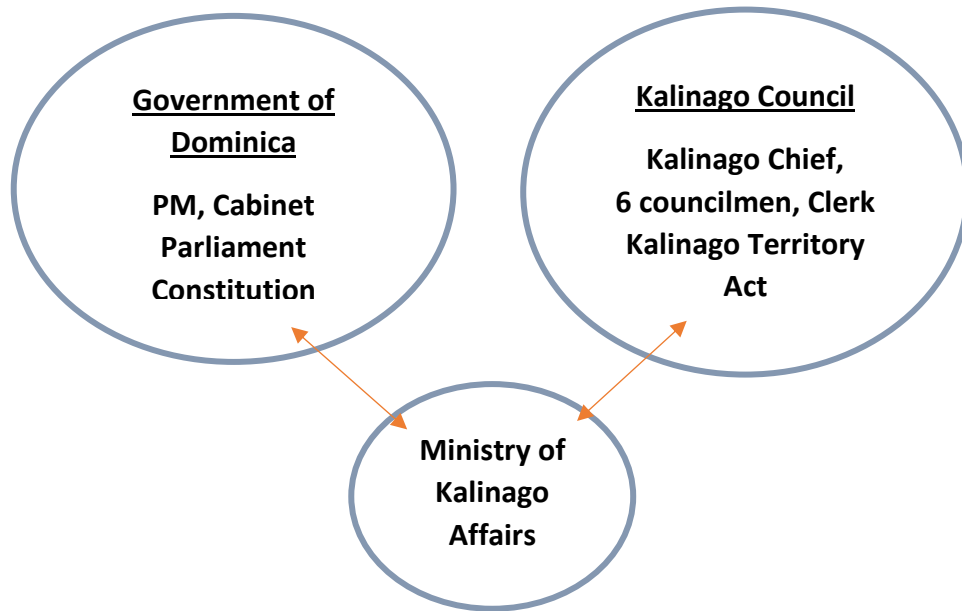 Government of
Dominica
PM, Cabinet
Parliament
Constitution
Kalinago Council
Kalinago Chief,
6 councilmen, Clerk
Kalinago Territory
Act
Ministry of
Kalinago
Affairs